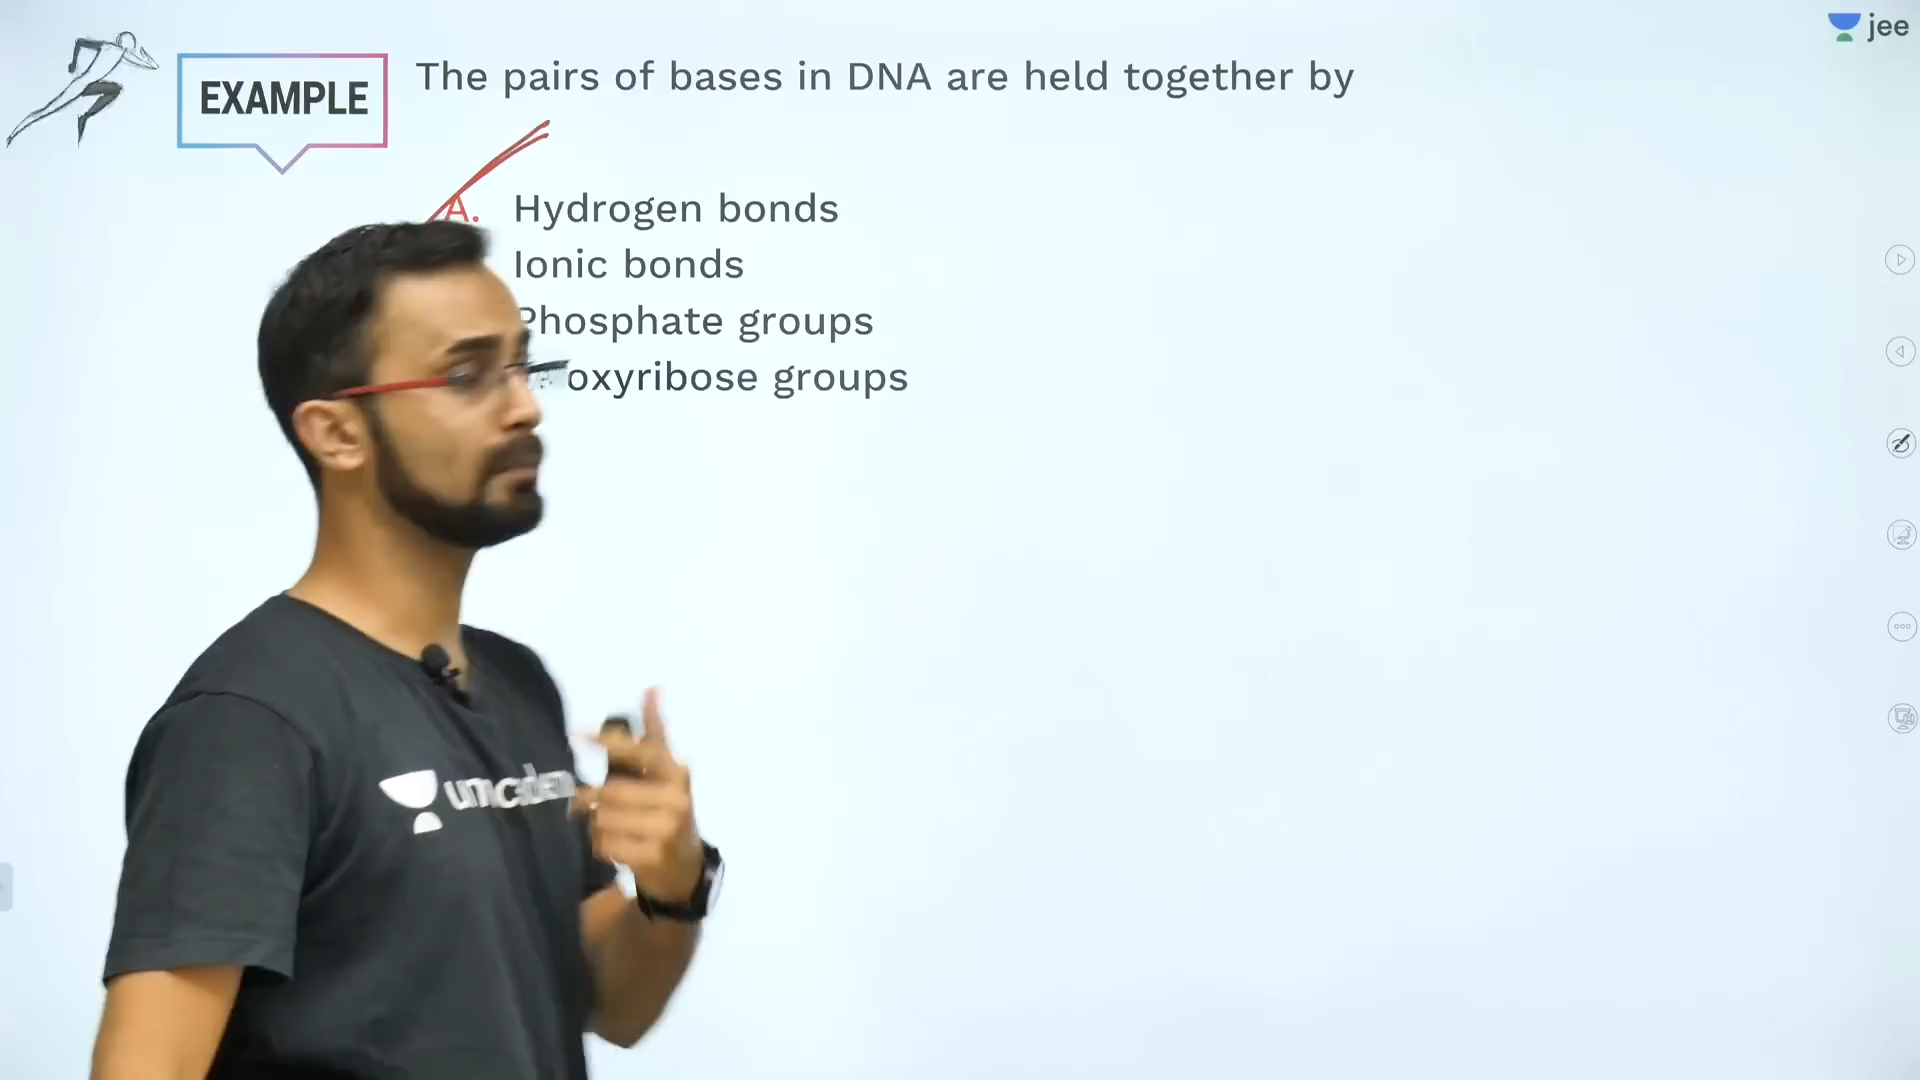 jee
EXAMPLE
The pairs of bases in DNA are held together by
A. Hydrogen bonds
Ionic bonds
Phosphate groups
oxyribose groups